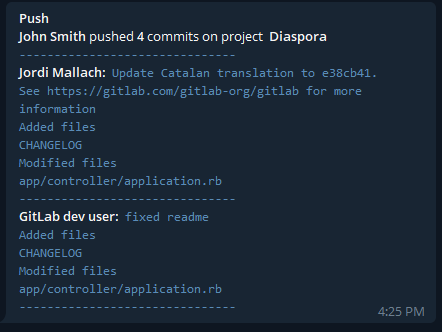 Push
John Smith pushed 4 commits on project Diaspora
------------------------------
Jordi Mallach: Update Catalan translation to e38cb41.
See https://gitlab.com/gitlab-org/gitlab for more
information
Added files
CHANGELOG
Modified files
app/controller/application.rb
------------------------------
GitLab dev user: fixed readme
Added files
CHANGELOG
Modified files
app/controller/application.rb
------------------------------
4:25 PM